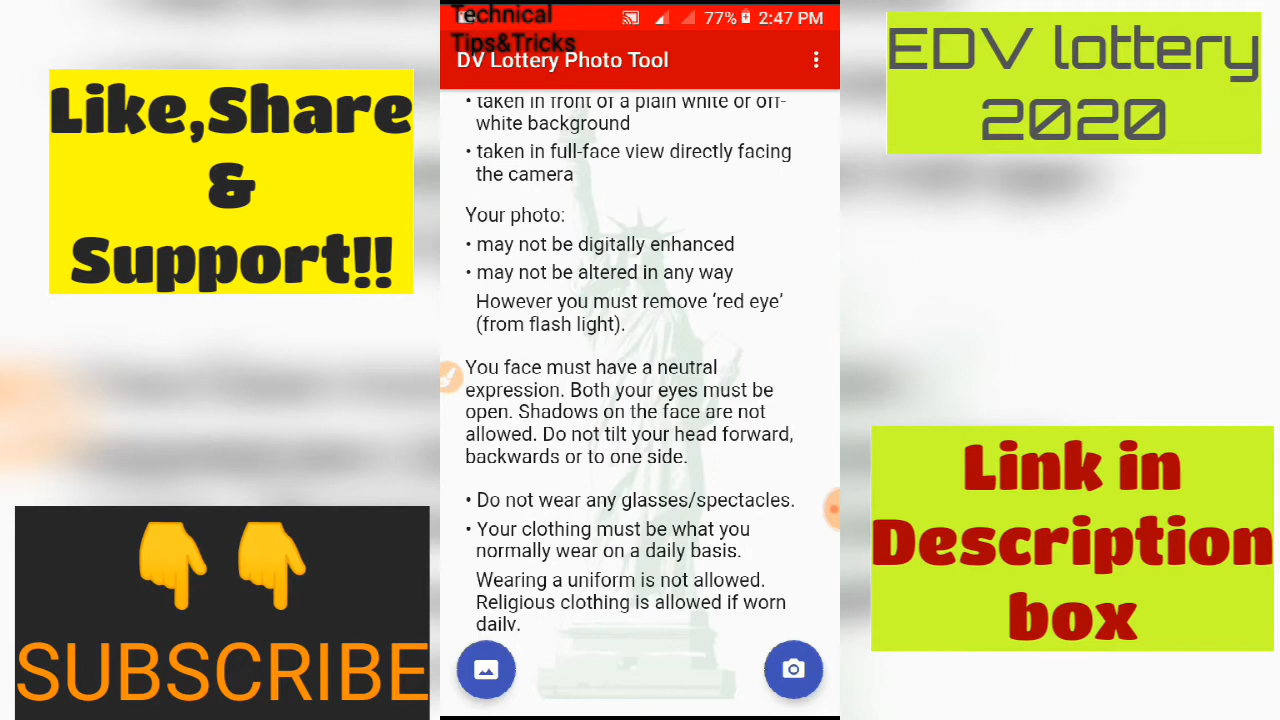 Like,Share
&
Support!!
👇👇
SUBSCRIBE
Technical
Tips&Tricks
77% 2:47 PM
DV Lottery Photo Tool
• taken in front of a plain white or off-
white background
• taken in full-face view directly facing
the camera
Your photo:
• may not be digitally enhanced
• may not be altered in any way
However you must remove ‘red eye’
(from flash light).
You face must have a neutral
expression. Both your eyes must be
open. Shadows on the face are not
allowed. Do not tilt your head forward,
backwards or to one side.
• Do not wear any glasses/spectacles.
• Your clothing must be what you
normally wear on a daily basis.
Wearing a uniform is not allowed.
Religious clothing is allowed if worn
daily.
EDV lottery
2020
Link in
Description
box